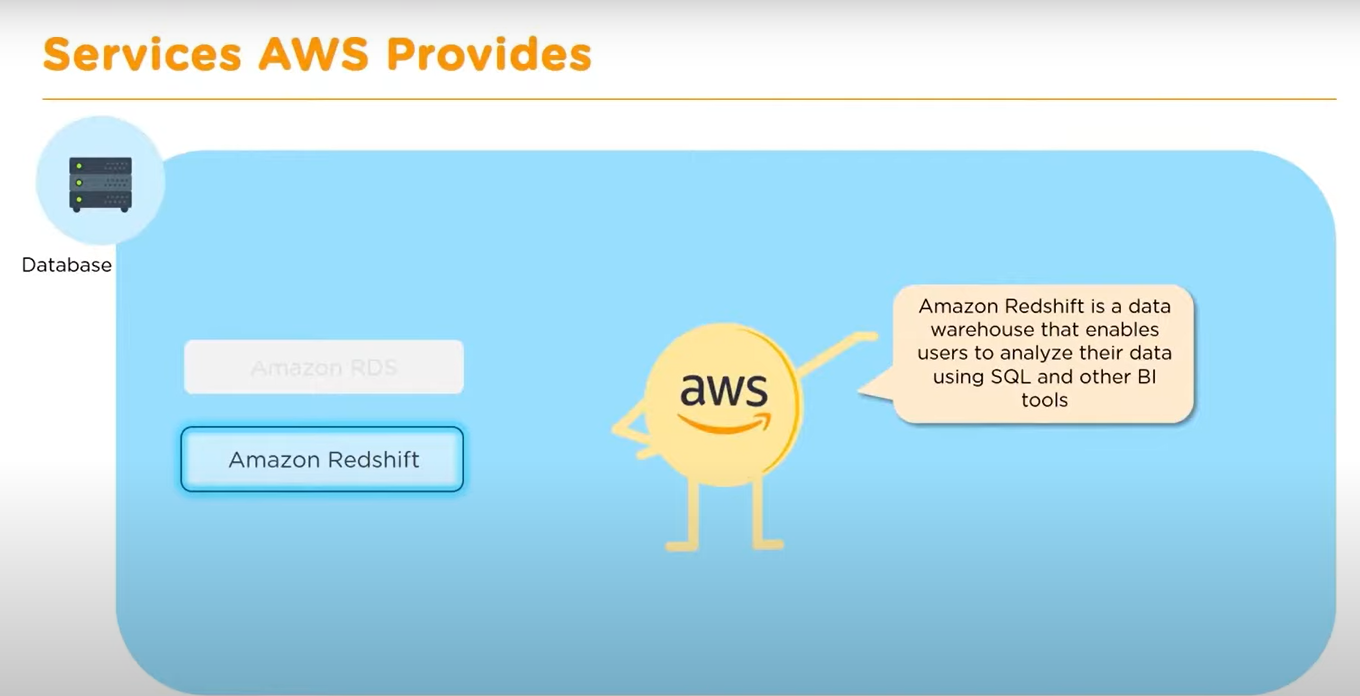 Services AWS Provides
Database
Amazon RDS
Amazon Redshift
aws
Amazon Redshift is a data
warehouse that enables
users to analyze their data
using SQL and other BI
tools